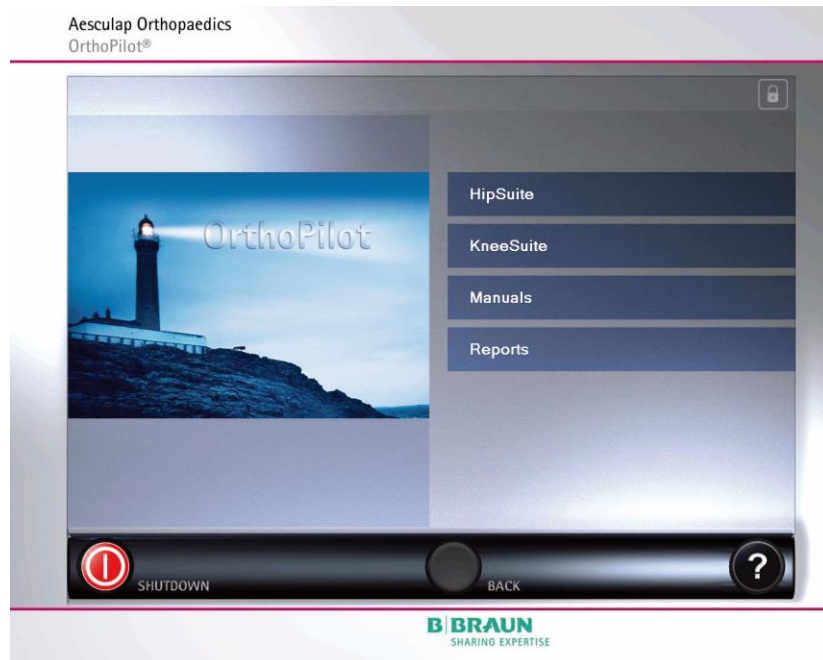 Aesculap Orthopaedics
OrthoPilot®
OrthoPilot
HipSuite
KneeSuite
Manuals
Reports
SHUTDOWN
BACK
?
B BRAUN
SHARING EXPERTISE